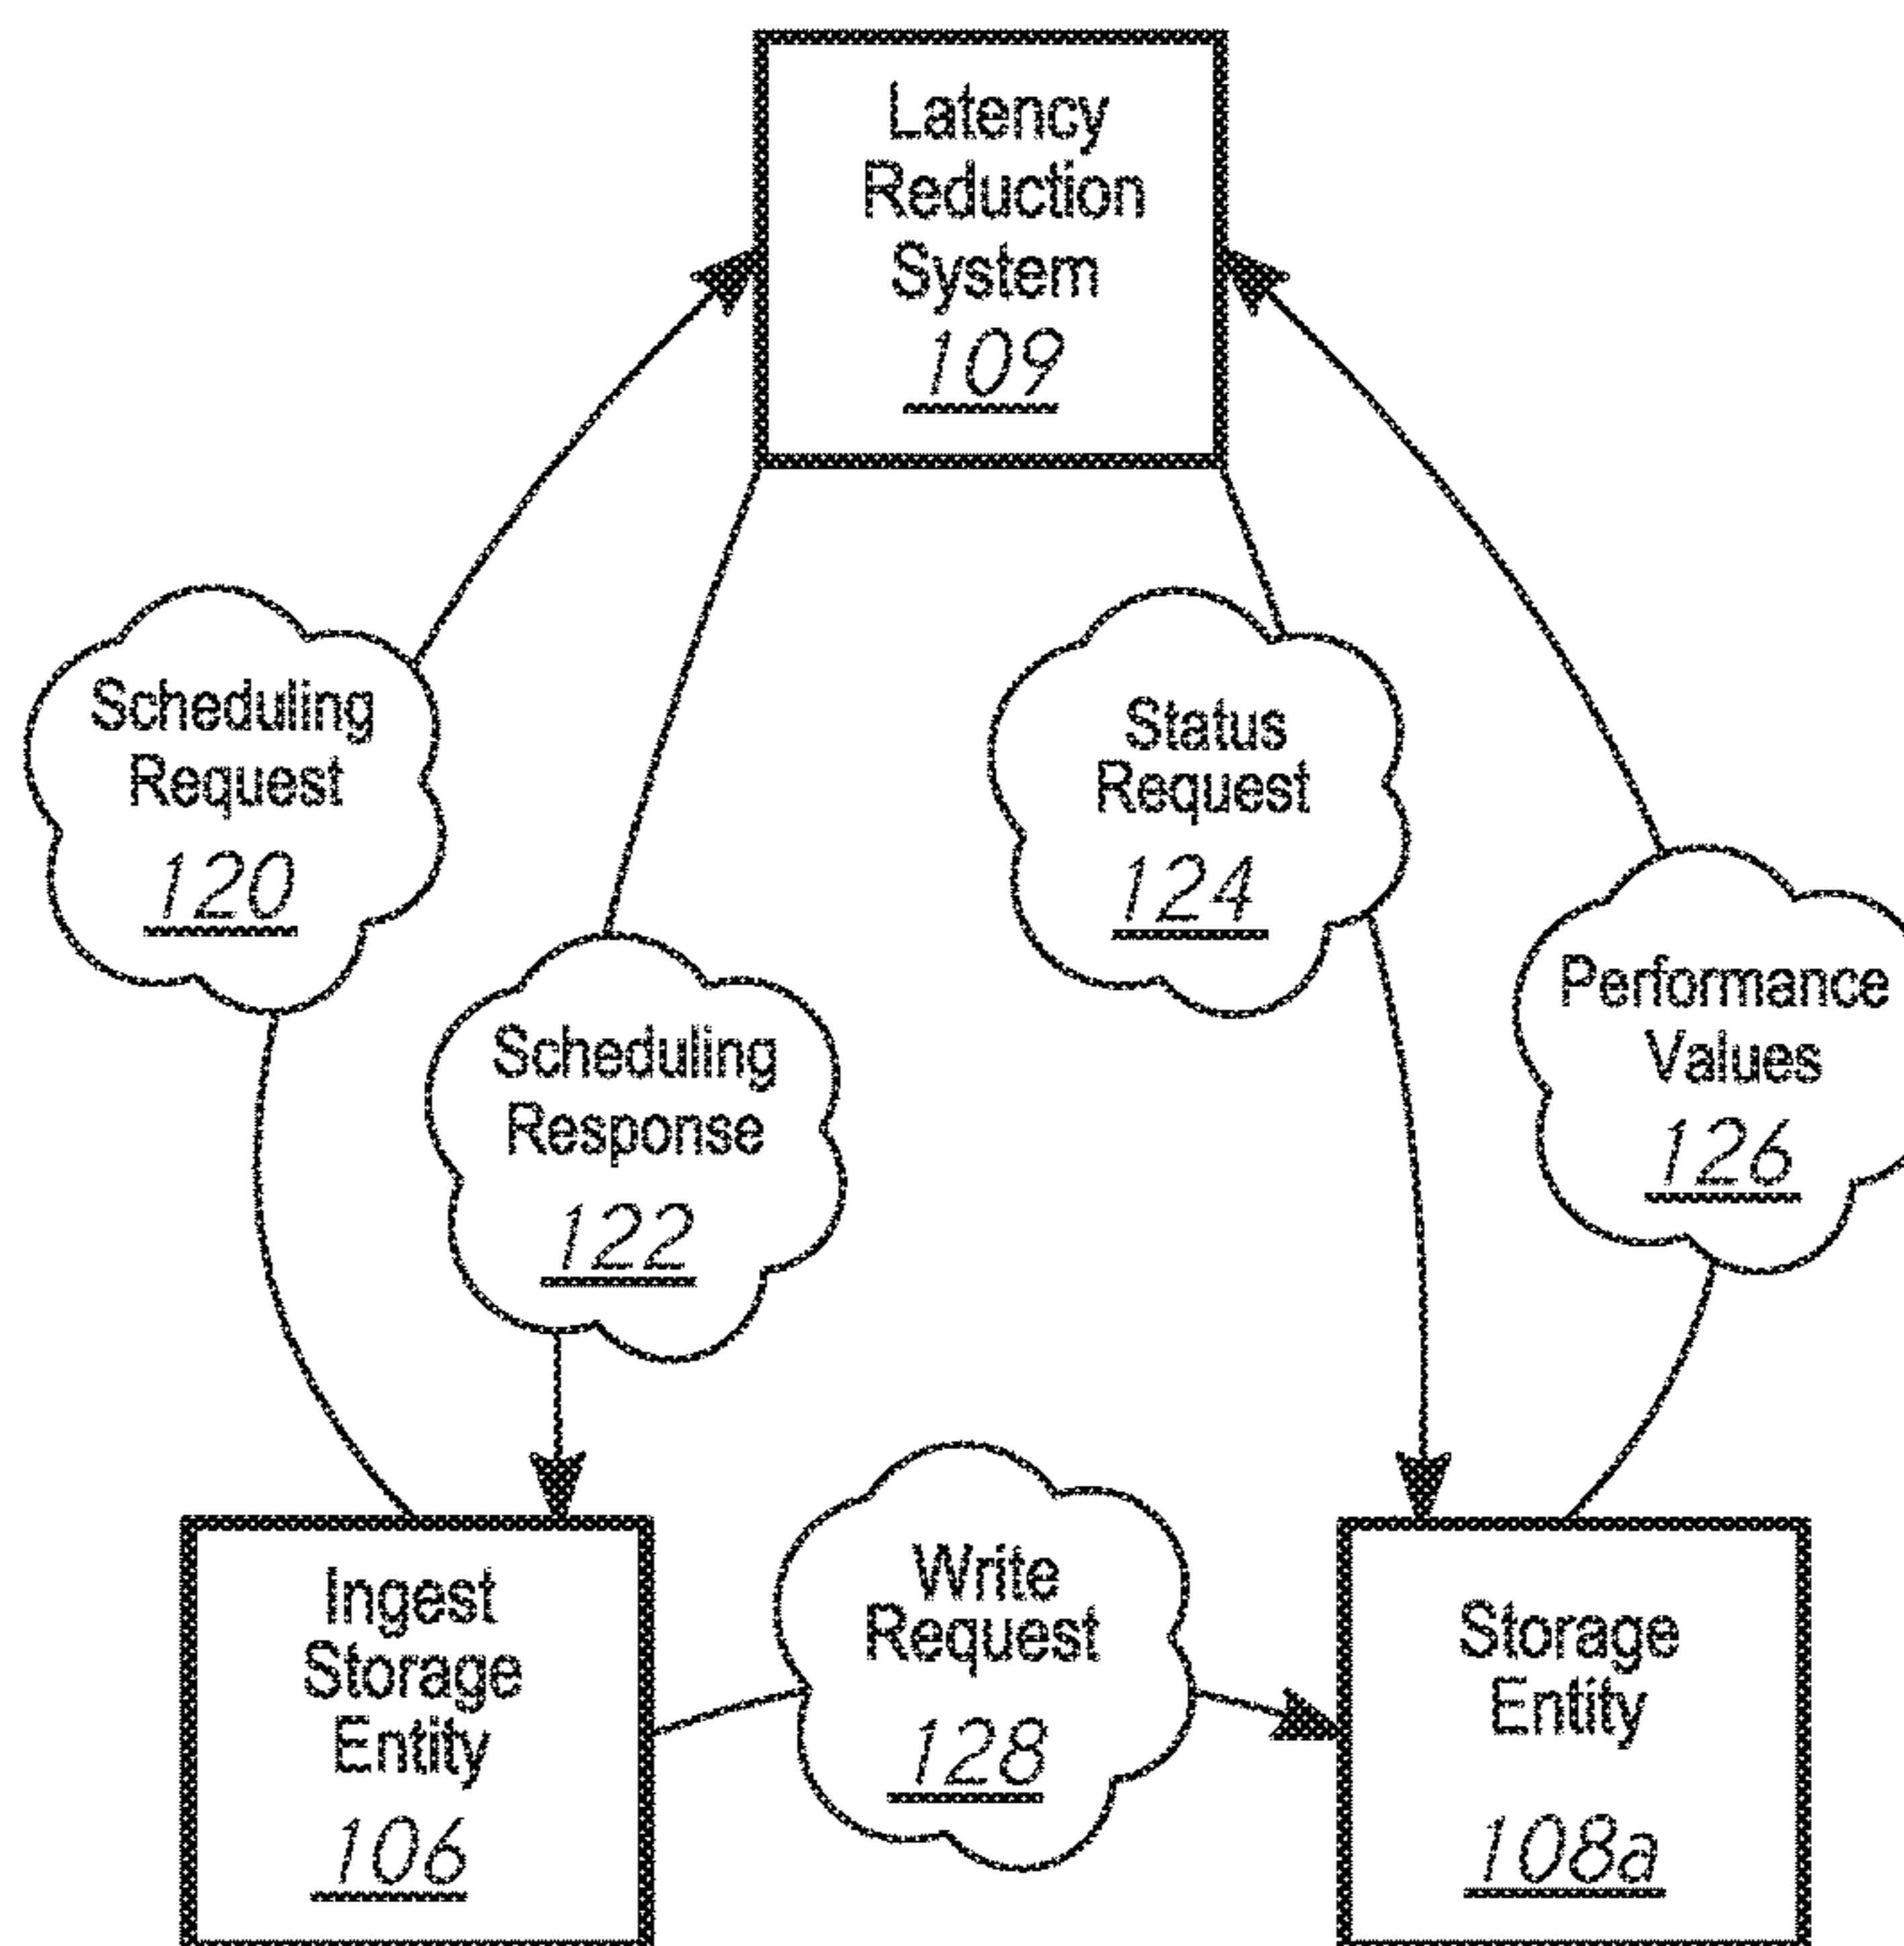 Latency
Reduction
System
109
Scheduling
Request
120
Scheduling
Response
122
Status
Request
124
Performance
Values
126
Ingest
Storage
Entity
106
Write
Request
128
Storage
Entity
108a